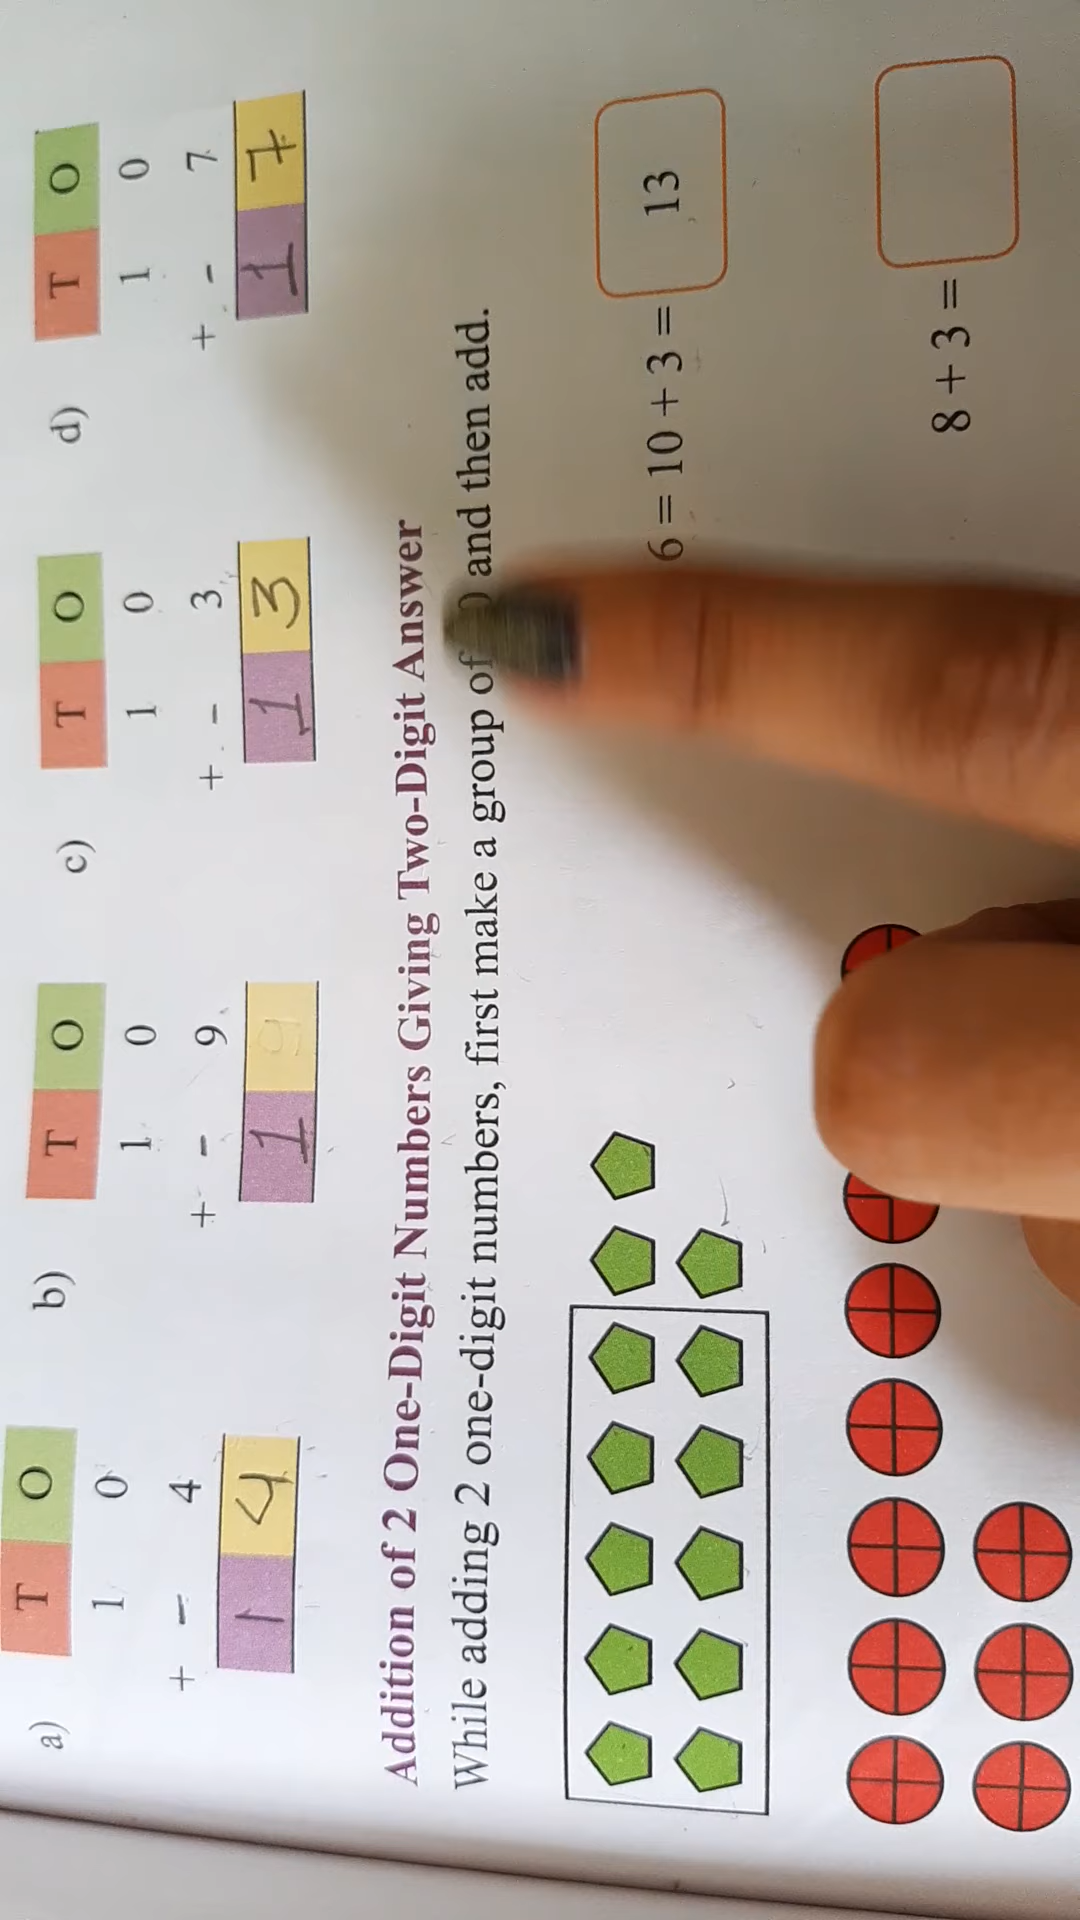 a) b) c) d)
T O T O T O T O
1 0 1 0 1 0 1 0
+ - 4 + - 9 + - 3 + - 7
1 4 1 9 1 3 1 7
Addition of 2 One-Digit Numbers Giving Two-Digit Answer
While adding 2 one-digit numbers, first make a group of and then add.
6 = 10 + 3 = 13
8 + 3 =